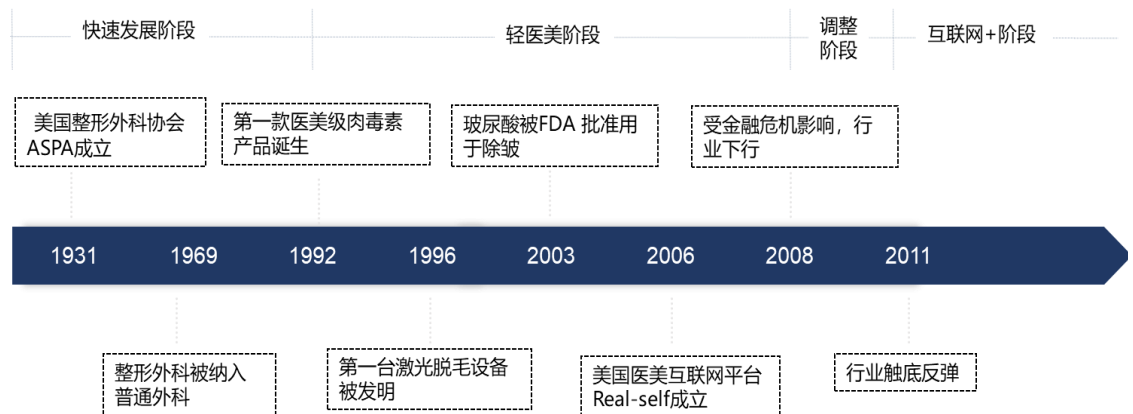 快速发展阶段
轻医美阶段
调整
阶段
互联网+阶段
美国整形外科协会
ASPA成立
第一款医美级肉毒素
产品诞生
玻尿酸被FDA 批准用
于除皱
受金融危机影响，行
业下行
1931
1969
1992
1996
2003
2006
2008
2011
整形外科被纳入
普通外科
第一台激光脱毛设备
被发明
美国医美互联网平台
Real-self成立
行业触底反弹